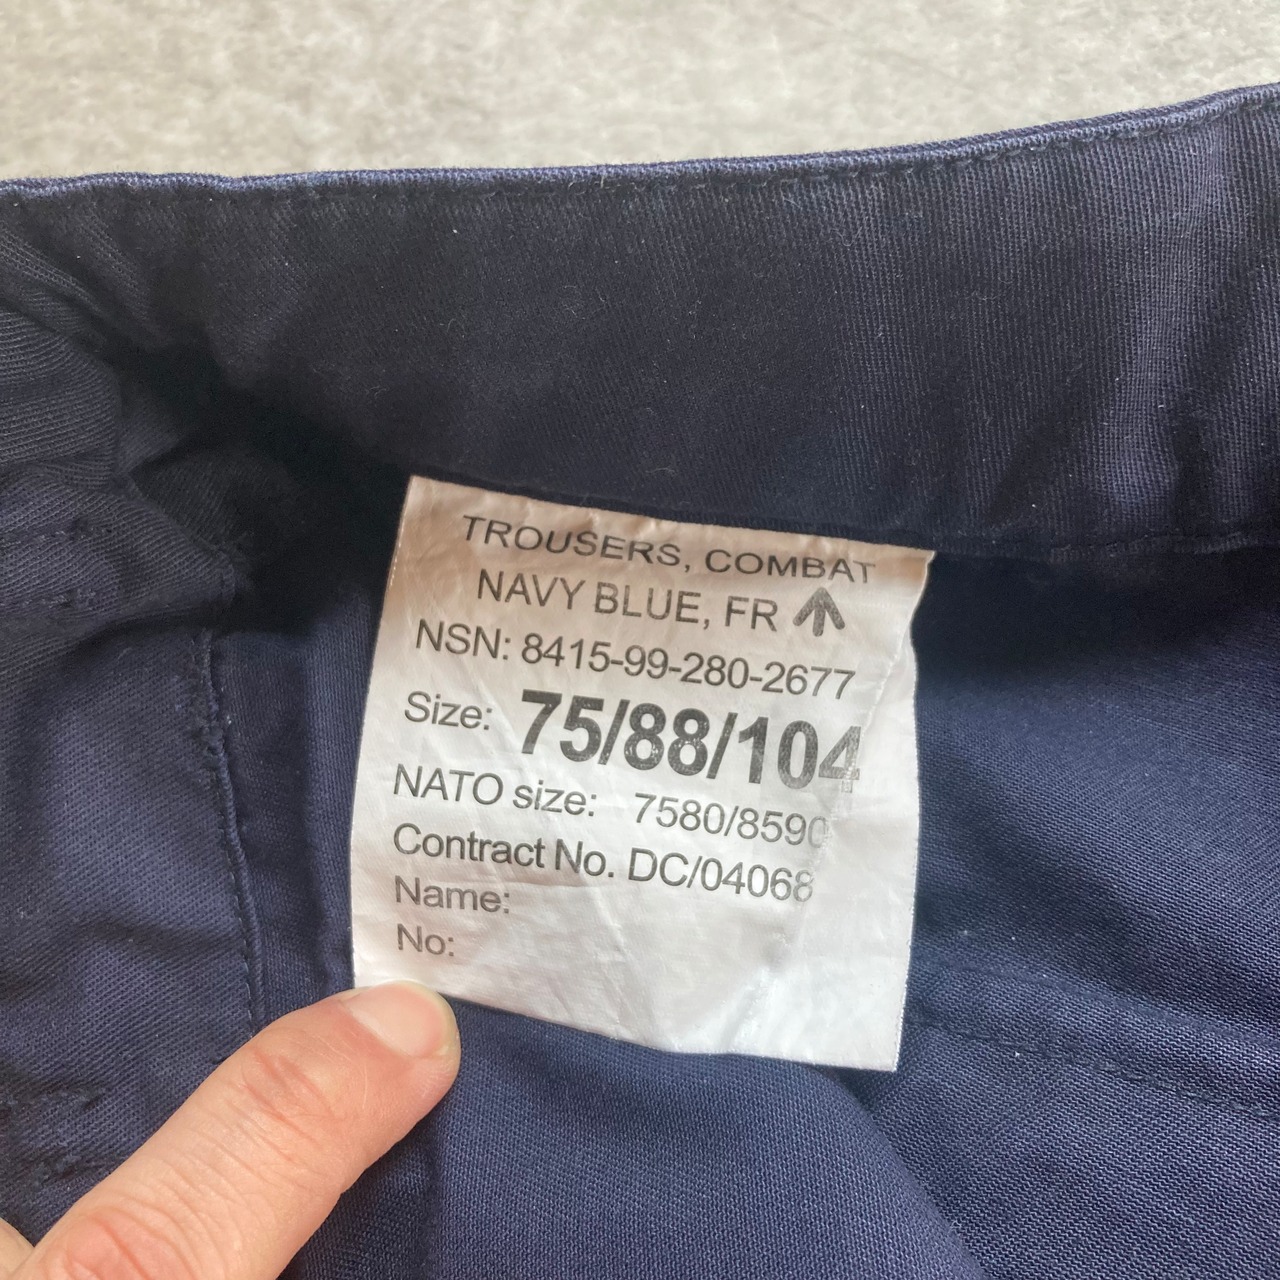 TROUSERS, COMBAT
NAVY BLUE, FR
NSN: 8415-99-280-2677
Size: 75/88/104
NATO size: 7580/8590
Contract No. DC/04068
Name:
No: